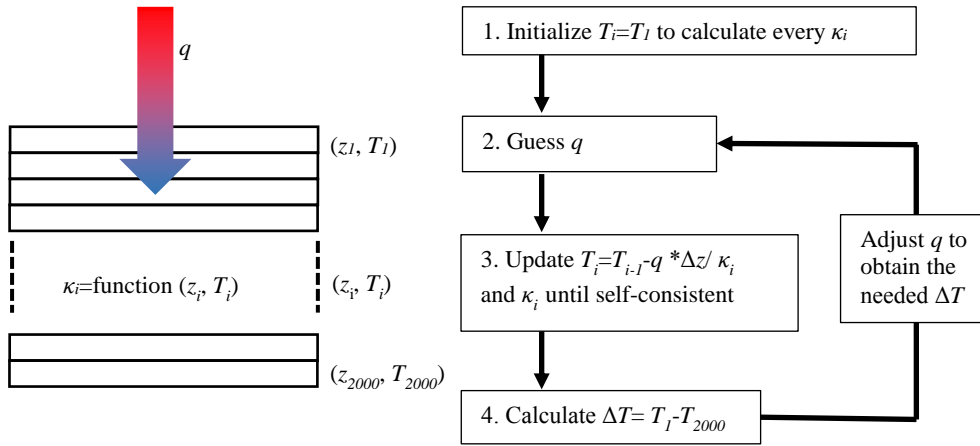 q
(z1, T1)
κi=function (zi, Ti)
(zi, Ti)
(z2000, T2000)
1. Initialize Ti=T1 to calculate every κi
2. Guess q
3. Update Ti=Ti-1-q *Δz/ κi
and κi until self-consistent
4. Calculate ΔT= T1-T2000
Adjust q to
obtain the
needed ΔT